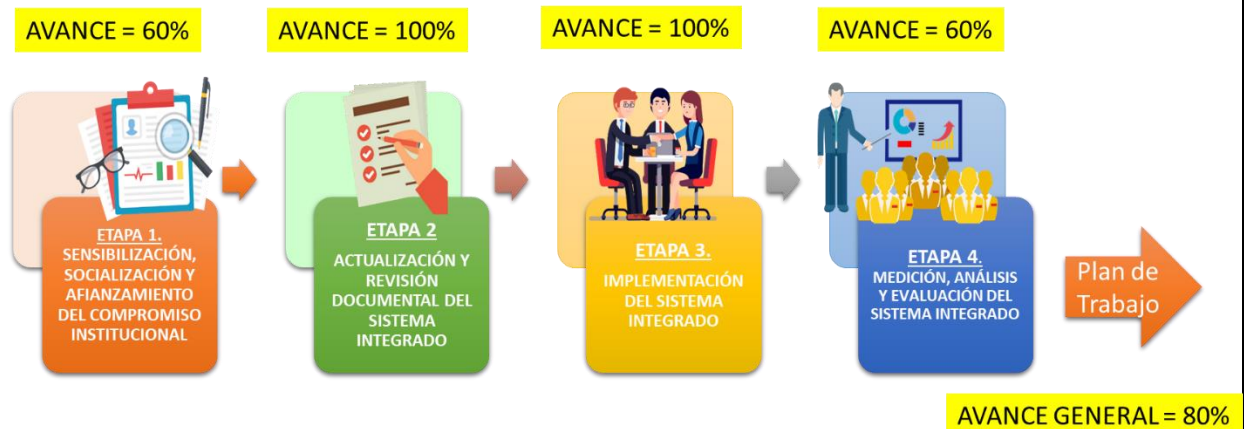 AVANCE = 60%
AVANCE = 100%
AVANCE = 100%
AVANCE = 60%
ETAPA 1.
SENSIBILIZACIÓN,
SOCIALIZACIÓN Y
AFIANZAMIENTO
DEL COMPROMISO
INSTITUCIONAL
ETAPA 2
ACTUALIZACIÓN Y
REVISIÓN
DOCUMENTAL DEL
SISTEMA
INTEGRADO
ETAPA 3.
IMPLEMENTACIÓN
DEL SISTEMA
INTEGRADO
ETAPA 4.
MEDICIÓN, ANÁLISIS
Y EVALUACIÓN DEL
SISTEMA INTEGRADO
Plan de
Trabajo
AVANCE GENERAL = 80%